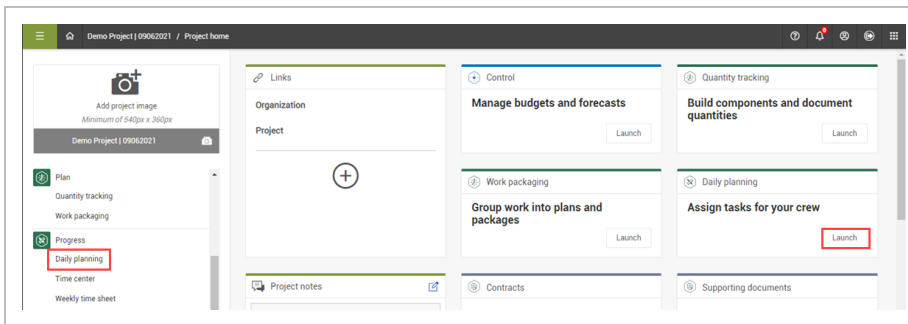 Demo Project | 09062021 / Project home
Add project image
Minimum of 540px x 360px
Demo Project | 09062021
Plan
Quantity tracking
Work packaging
Progress
Daily planning
Time center
Weekly time sheet
Links
Organization
Project
Project notes
Control
Manage budgets and forecasts
Launch
Work packaging
Group work into plans and
packages
Launch
Contracts
Quantity tracking
Build components and document
quantities
Launch
Daily planning
Assign tasks for your crew
Launch
Supporting documents